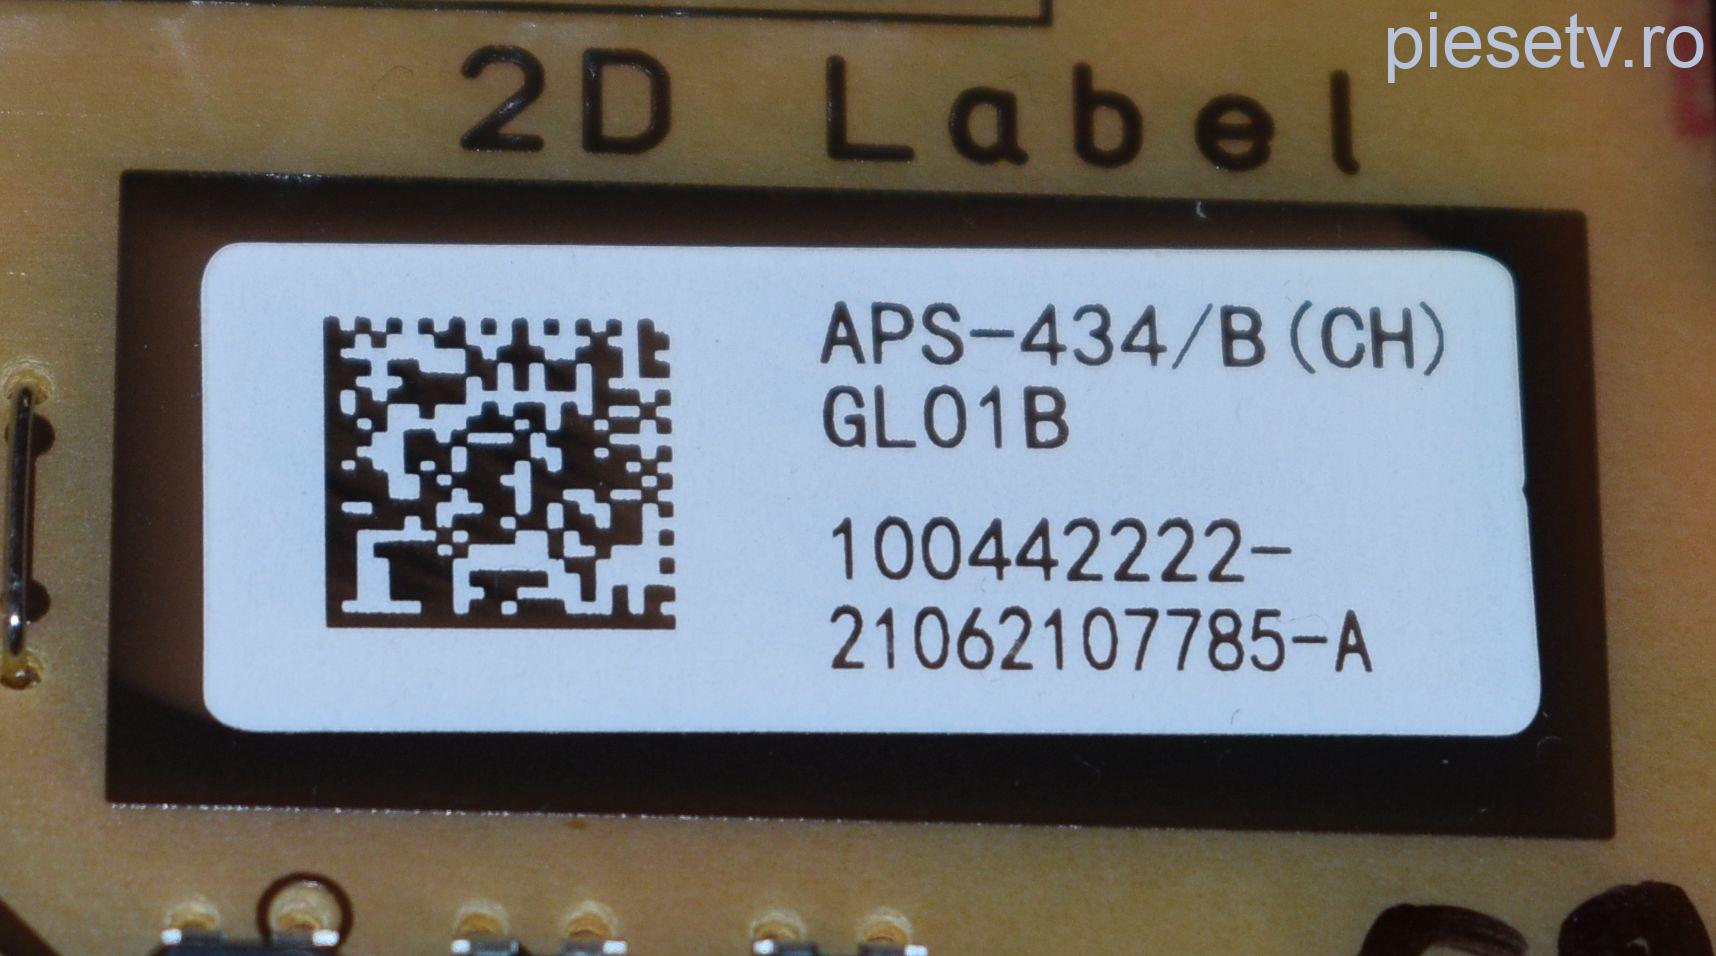 piesetv.ro
2D Label
APS-434/B(CH)
GL01B
100442222-
21062107785-A